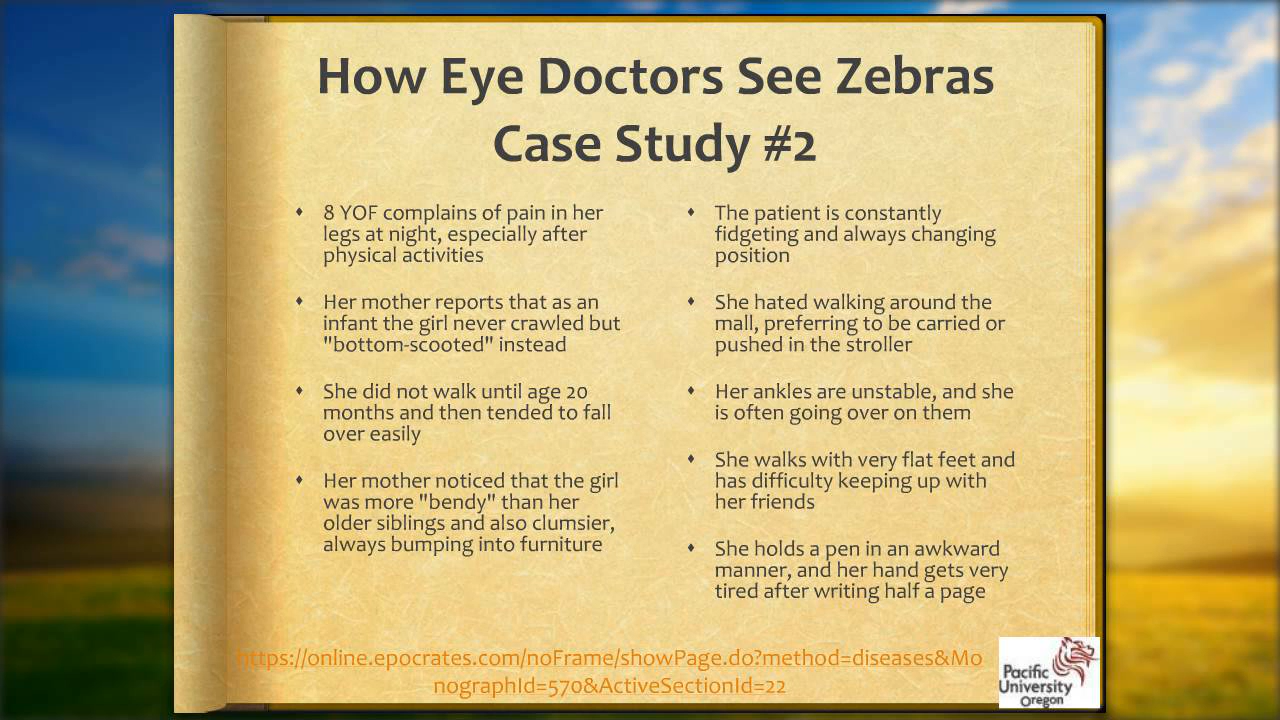 How Eye Doctors See Zebras
Case Study #2
8 YOF complains of pain in her
legs at night, especially after
physical activities
Her mother reports that as an
infant the girl never crawled but
"bottom-scooted" instead
She did not walk until age 20
months and then tended to fall
over easily
Her mother noticed that the girl
was more "bendy" than her
older siblings and also clumsier,
always bumping into furniture
The patient is constantly
fidgeting and always changing
position
She hated walking around the
mall, preferring to be carried or
pushed in the stroller
Her ankles are unstable, and she
is often going over on them
She walks with very flat feet and
has difficulty keeping up with
her friends
She holds a pen in an awkward
manner, and her hand gets very
tired after writing half a page
https://online.epocrates.com/noFrame/showPage.do?method=diseases&Mo
nographId=570&ActiveSectionId=22
Pacific
University
Oregon